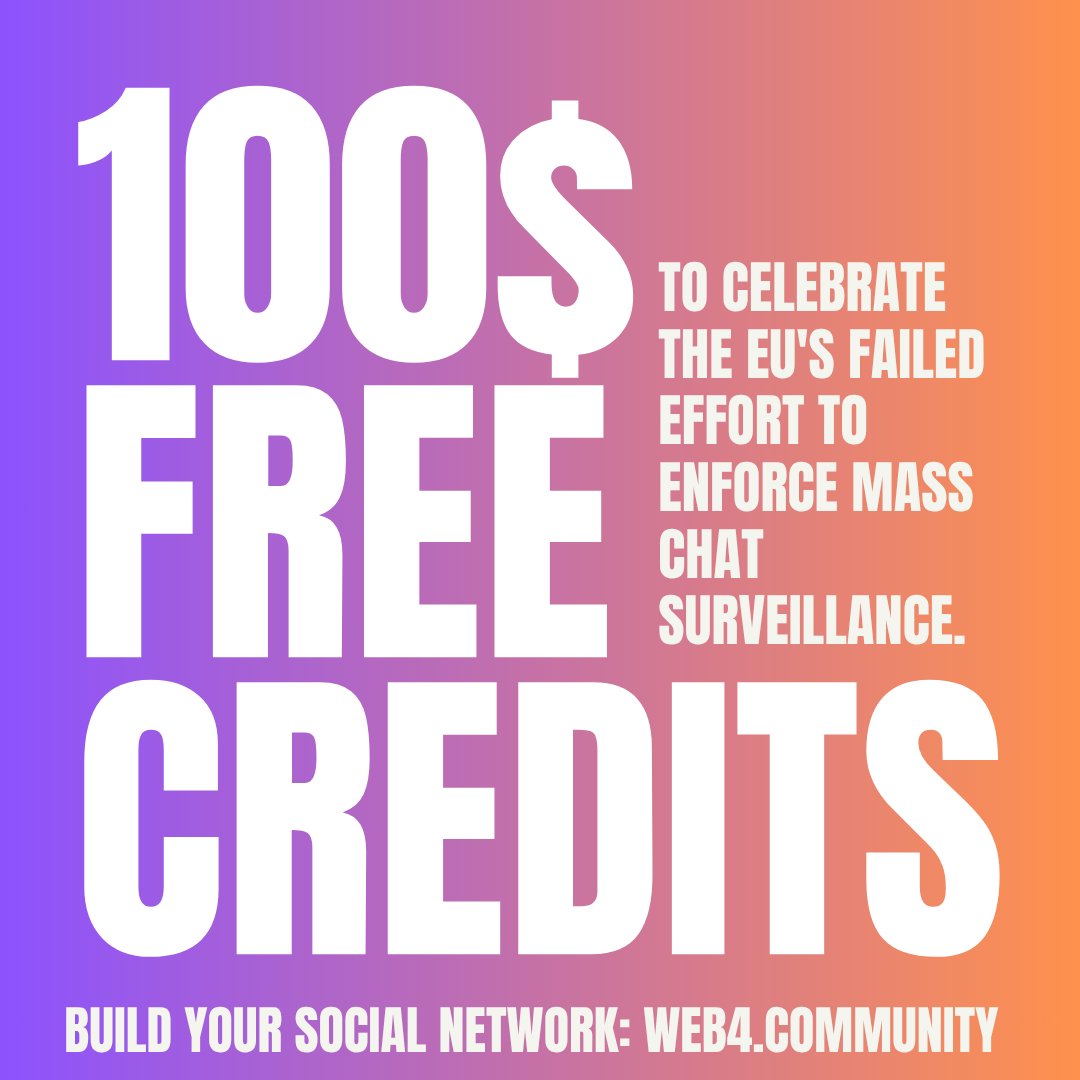 100$
FREE
TO CELEBRATE
THE EU'S FAILED
EFFORT TO
ENFORCE MASS
CHAT
SURVEILLANCE.
CREDITS
BUILD YOUR SOCIAL NETWORK: WEB4.COMMUNITY